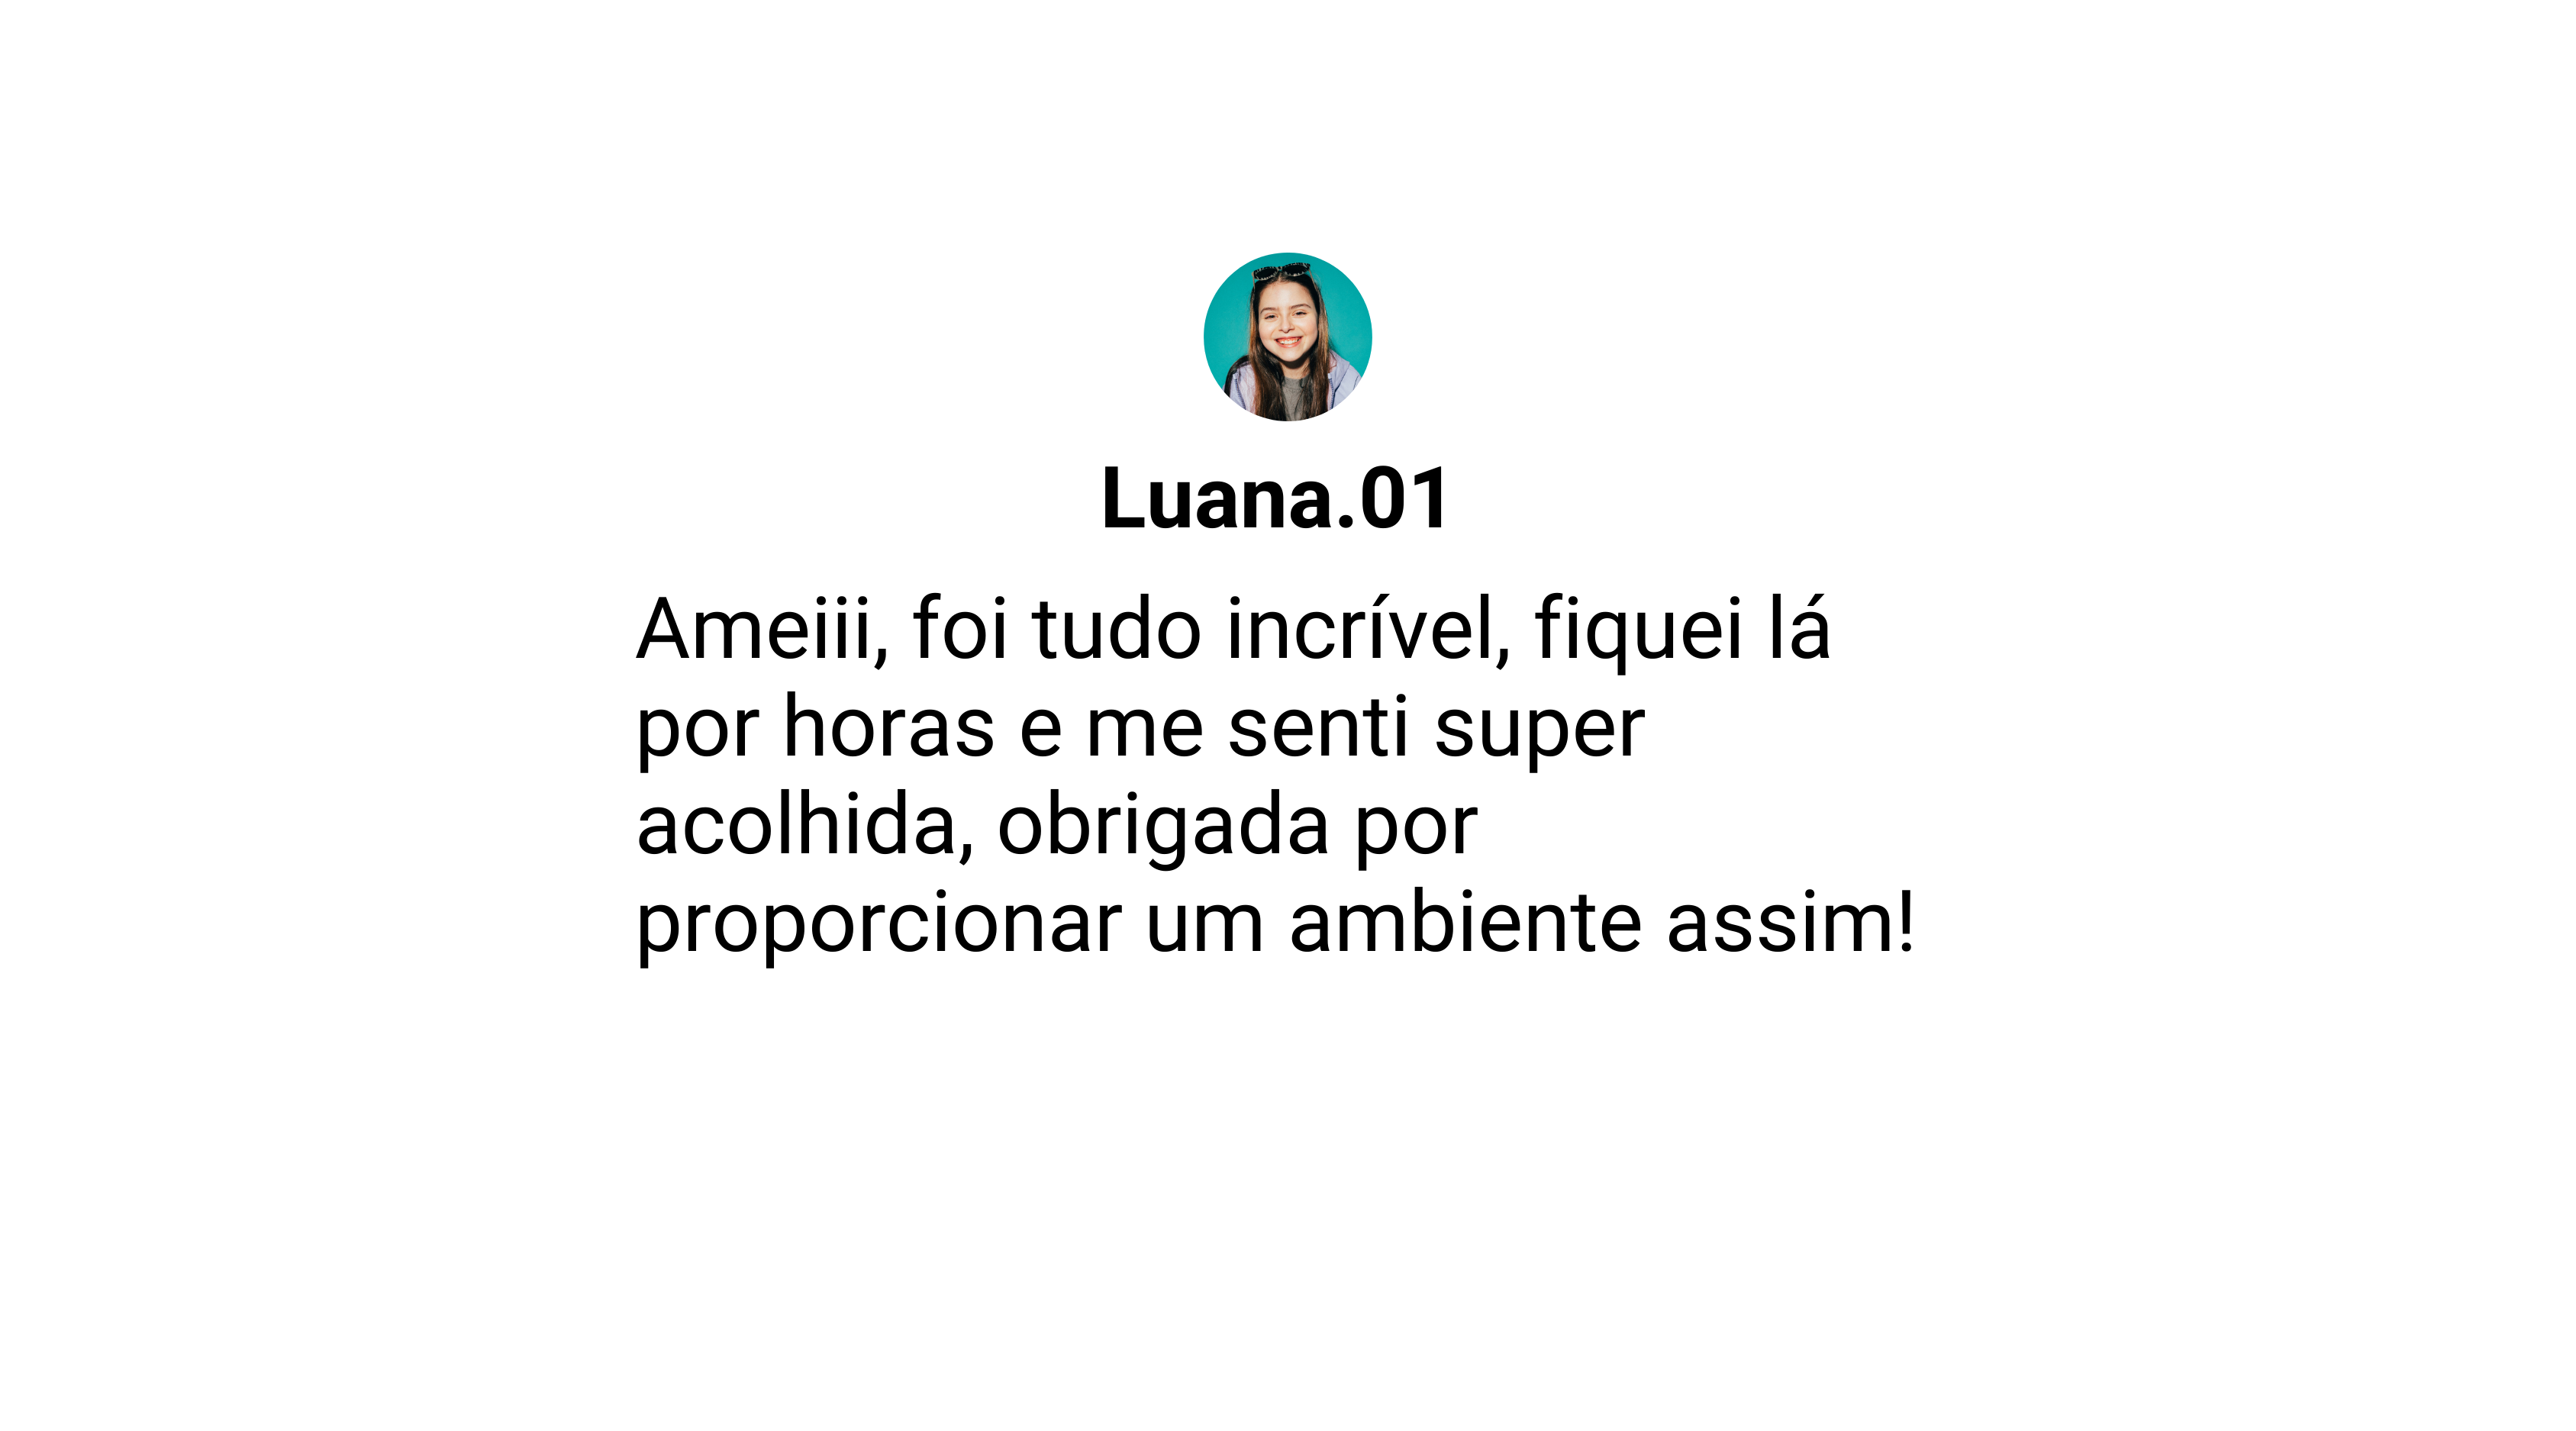 Luana.01
Ameiii, foi tudo incrível, fiquei lá
por horas e me senti super
acolhida, obrigada por
proporcionar um ambiente assim!